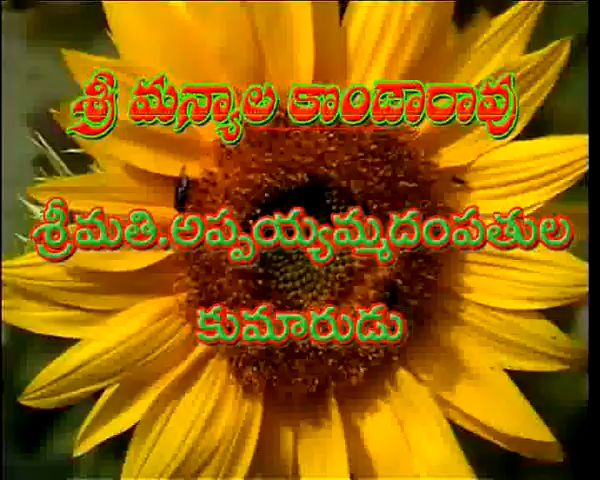 శ్రీ మన్యాల కొండారావు
శ్రీమతి.అప్పయ్యమ్మదంపతుల
కుమారుడు